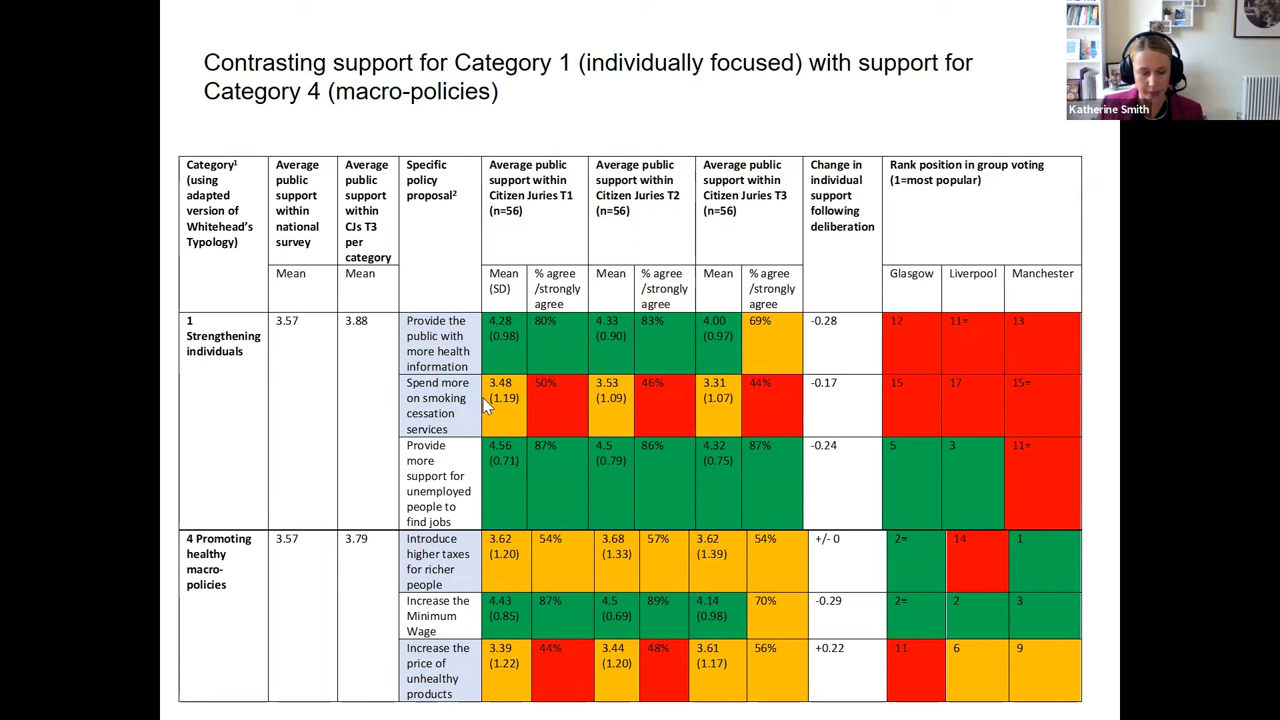 Contrasting support for Category 1 (individually focused) with support for
Category 4 (macro-policies)
Katherine Smith
Category¹
(using
adapted
version of
Whitehead's
Typology)
Average
public
support
within
national
survey
Average
public
support
within
CJs T3
per
category
Specific
policy
proposal²
Average public
support within
Citizen Juries T1
(n=56)
Average public
support within
Citizen Juries T2
(n=56)
Average public
support within
Citizen Juries T3
(n=56)
Change in
individual
support
following
deliberation
Rank position in group voting
(1=most popular)
Mean
Mean
Mean
(SD)
% agree
/strongly
agree
Mean
% agree
/strongly
agree
Mean
% agree
/strongly
agree
Glasgow
Liverpool
Manchester
1
Strengthening
individuals
3.57
3.88
Provide the
public with
more health
information
4.28
(0.98)
80%
4.33
(0.90)
83%
4.00
(0.97)
69%
-0.28
12
11=
13
Spend more
on smoking
cessation
services
3.48
(1.19)
50%
3.53
(1.09)
46%
3.31
(1.07)
44%
-0.17
15
17
15=
Provide
more
support for
unemployed
people to
find jobs
4.56
(0.71)
87%
4.5
(0.79)
86%
4.32
(0.75)
87%
-0.24
5
3
11=
4 Promoting
healthy
macro-
policies
3.57
3.79
Introduce
higher taxes
for richer
people
3.62
(1.20)
54%
3.68
(1.33)
57%
3.62
(1.39)
54%
+/- 0
2=
14
1
Increase the
Minimum
Wage
4.43
(0.85)
87%
4.5
(0.69)
89%
4.14
(0.98)
70%
-0.29
2=
2
3
Increase the
price of
unhealthy
products
3.39
(1.22)
44%
3.44
(1.20)
48%
3.61
(1.17)
56%
+0.22
11
6
9